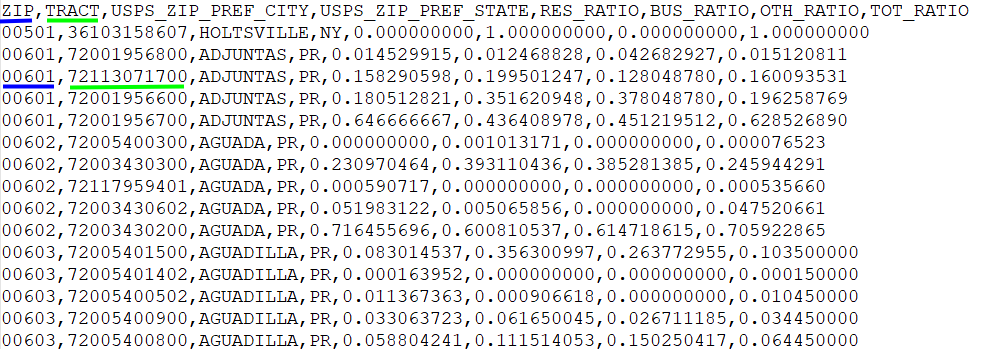 ZIP,TRACT,USPS_ZIP_PREF_CITY,USPS_ZIP_PREF_STATE,RES_RATIO,BUS_RATIO,OTH_RATIO,TOT_RATIO
00501,36103158607,HOLTSVILLE,NY,0.000000000,1.000000000,0.000000000,1.000000000
00601,72001956800,ADJUNTAS,PR,0.014529915,0.012468828,0.042682927,0.015120811
00601,72113071700,ADJUNTAS,PR,0.158290598,0.199501247,0.128048780,0.160093531
00601,72001956600,ADJUNTAS,PR,0.180512821,0.351620948,0.378048780,0.196258769
00601,72001956700,ADJUNTAS,PR,0.646666667,0.436408978,0.451219512,0.628526890
00602,72005400300,AGUADA,PR,0.000000000,0.001013171,0.000000000,0.000076523
00602,72003430300,AGUADA,PR,0.230970464,0.393110436,0.385281385,0.245944291
00602,72117959401,AGUADA,PR,0.000590717,0.000000000,0.000000000,0.000535660
00602,72003430602,AGUADA,PR,0.051983122,0.005065856,0.000000000,0.047520661
00602,72003430200,AGUADA,PR,0.716455696,0.600810537,0.614718615,0.705922865
00603,72005401500,AGUADILLA,PR,0.083014537,0.356300997,0.263772955,0.103500000
00603,72005401402,AGUADILLA,PR,0.000163952,0.000000000,0.000000000,0.000150000
00603,72005400502,AGUADILLA,PR,0.011367363,0.000906618,0.000000000,0.010450000
00603,72005400900,AGUADILLA,PR,0.033063723,0.061650045,0.026711185,0.034450000
00603,72005400800,AGUADILLA,PR,0.058804241,0.111514053,0.150250417,0.064450000